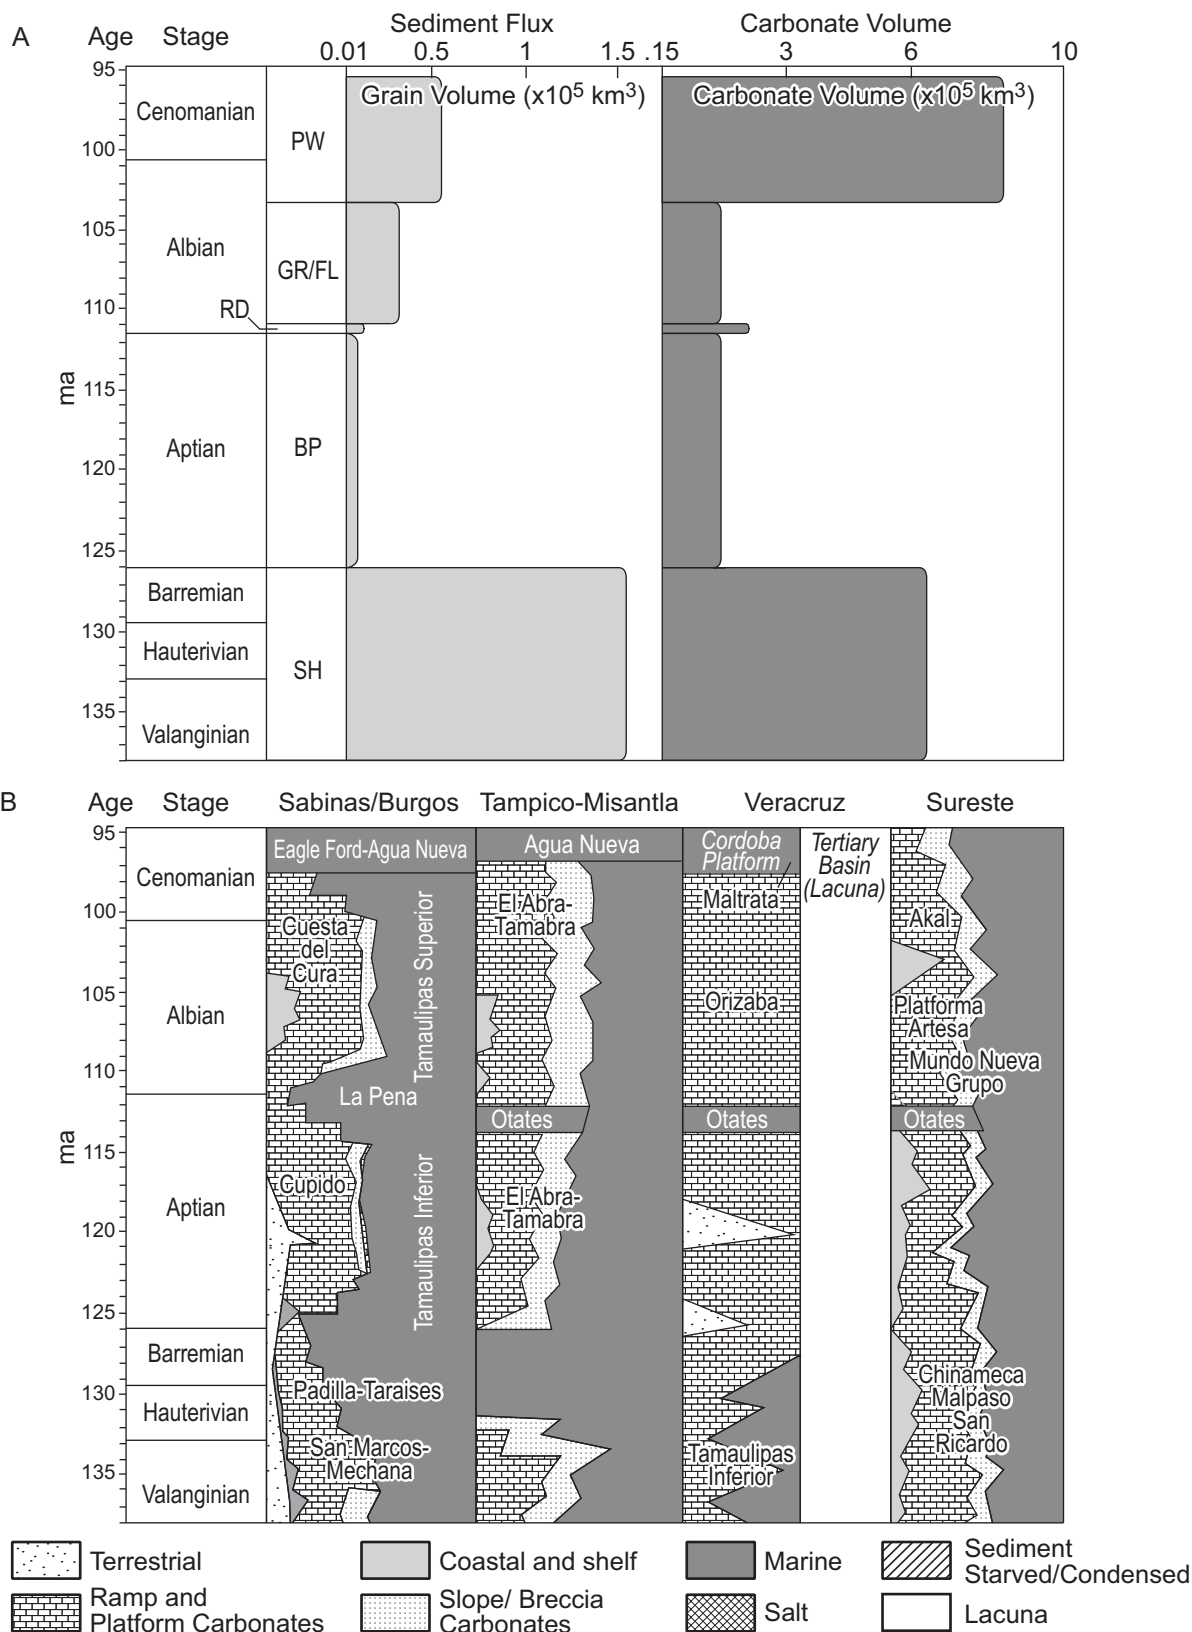 A
Age
Stage
Sediment Flux
Carbonate Volume
0.01
0.5
1
1.5
.15
3
6
10
Grain Volume (x10⁵ km³)
Carbonate Volume (x10⁵ km³)
ma
95
100
105
110
115
120
125
130
135
Cenomanian
Albian
Aptian
Barremian
Hauterivian
Valanginian
PW
GR/FL
RD
BP
SH
B
Age
Stage
Sabinas/Burgos
Tampico-Misantla
Veracruz
Sureste
ma
95
100
105
110
115
120
125
130
135
Cenomanian
Albian
Aptian
Barremian
Hauterivian
Valanginian
Eagle Ford-Agua Nueva
Cuesta
del
Cura
Tamaulipas Superior
La Pena
Cupido
Tamaulipas Inferior
Padilla-Taraises
San Marcos-
Mechana
Agua Nueva
El Abra-
Tamabra
Otates
El Abra-
Tamabra
Cordoba
Platform
Maltrata
Orizaba
Otates
Tamaulipas
Inferior
Tertiary
Basin
(Lacuna)
Akal
Platforma
Artesa
Mundo Nueva
Grupo
Otates
Chinameca
Malpaso
San
Ricardo
Terrestrial
Coastal and shelf
Marine
Sediment
Starved/Condensed
Ramp and
Platform Carbonates
Slope/ Breccia
Carbonates
Salt
Lacuna